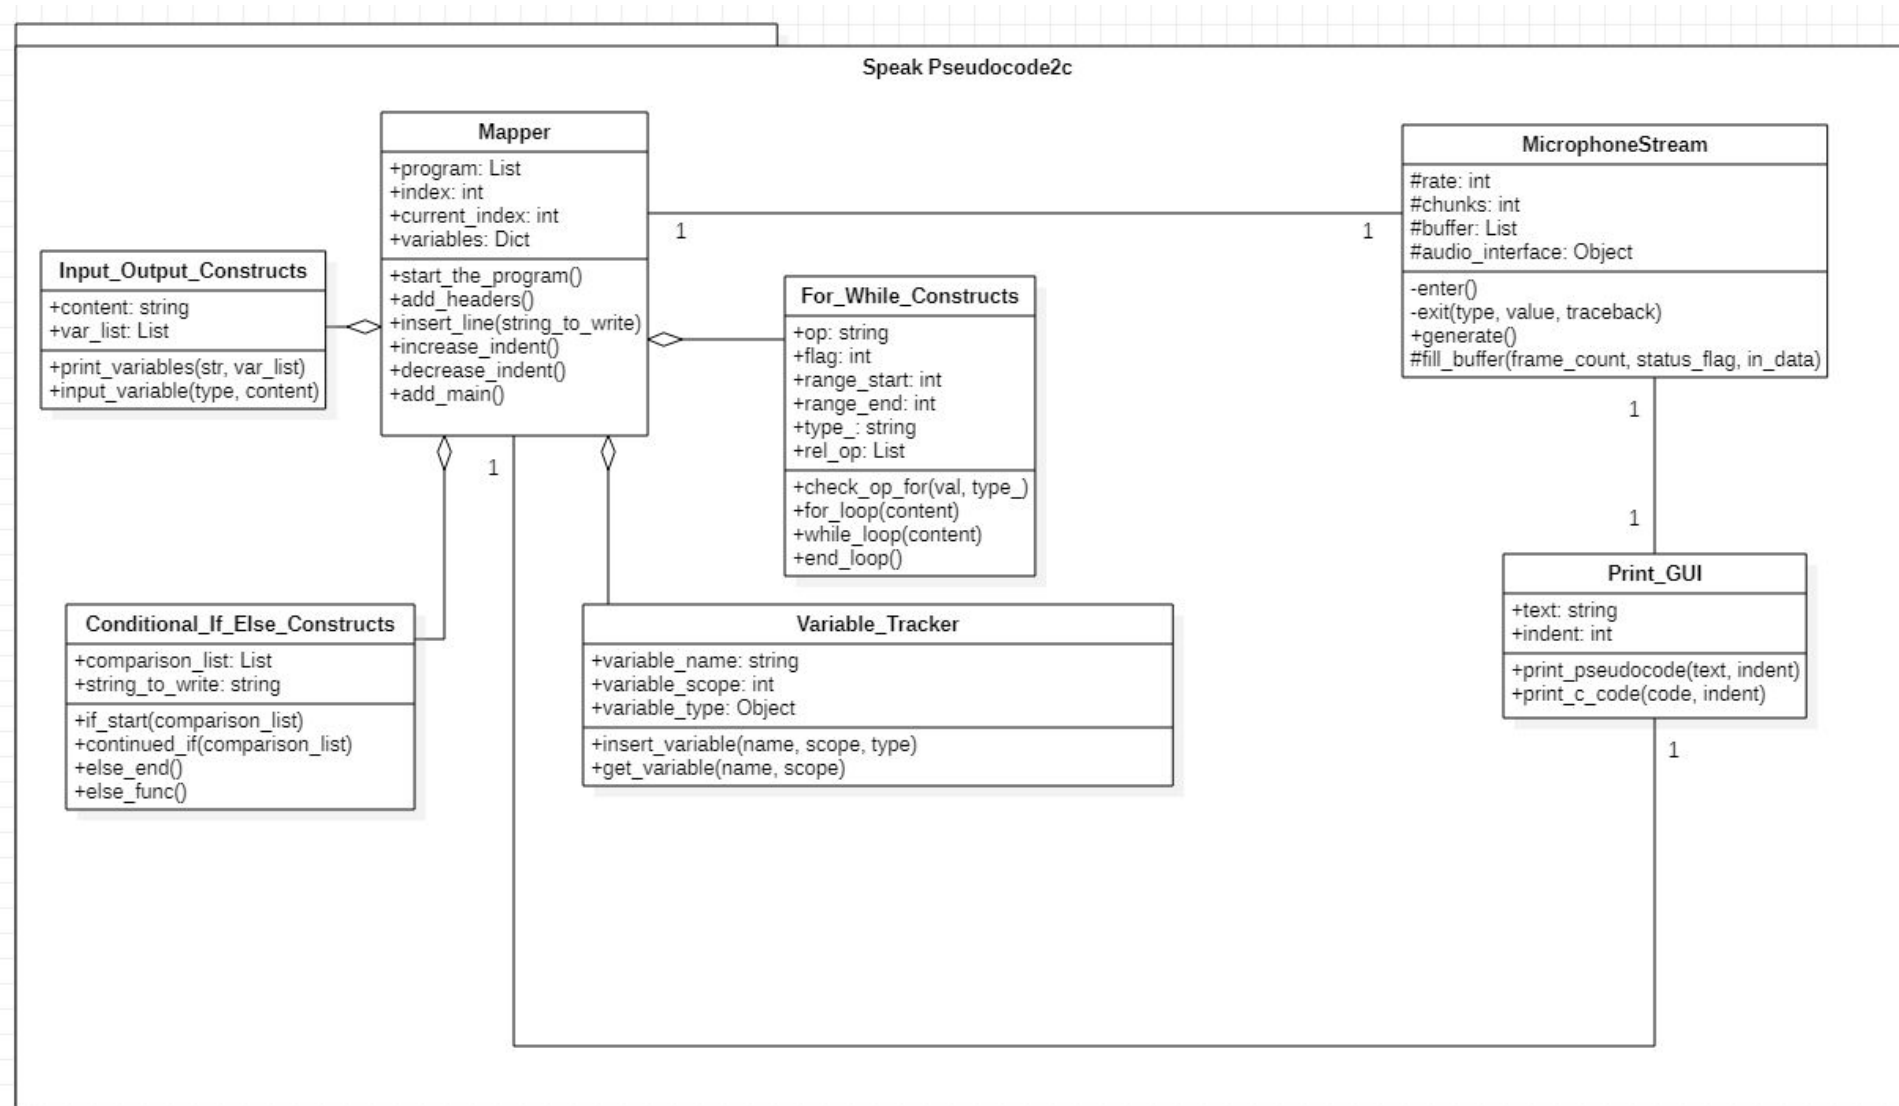 Speak Pseudocode2c
Mapper
+program: List
+index: int
+current_index: int
+variables: Dict
+start_the_program()
+add_headers()
+insert_line(string_to_write)
+increase_indent()
+decrease_indent()
+add_main()
1
1
MicrophoneStream
#rate: int
#chunks: int
#buffer: List
#audio_interface: Object
-enter()
-exit(type, value, traceback)
+generate()
#fill_buffer(frame_count, status_flag, in_data)
Input_Output_Constructs
+content: string
+var_list: List
+print_variables(str, var_list)
+input_variable(type, content)
For_While_Constructs
+op: string
+flag: int
+range_start: int
+range_end: int
+type_: string
+rel_op: List
+check_op_for(val, type_)
+for_loop(content)
+while_loop(content)
+end_loop()
1
1
1
Conditional_If_Else_Constructs
+comparison_list: List
+string_to_write: string
+if_start(comparison_list)
+continued_if(comparison_list)
+else_end()
+else_func()
Variable_Tracker
+variable_name: string
+variable_scope: int
+variable_type: Object
+insert_variable(name, scope, type)
+get_variable(name, scope)
Print_GUI
+text: string
+indent: int
+print_pseudocode(text, indent)
+print_c_code(code, indent)
1